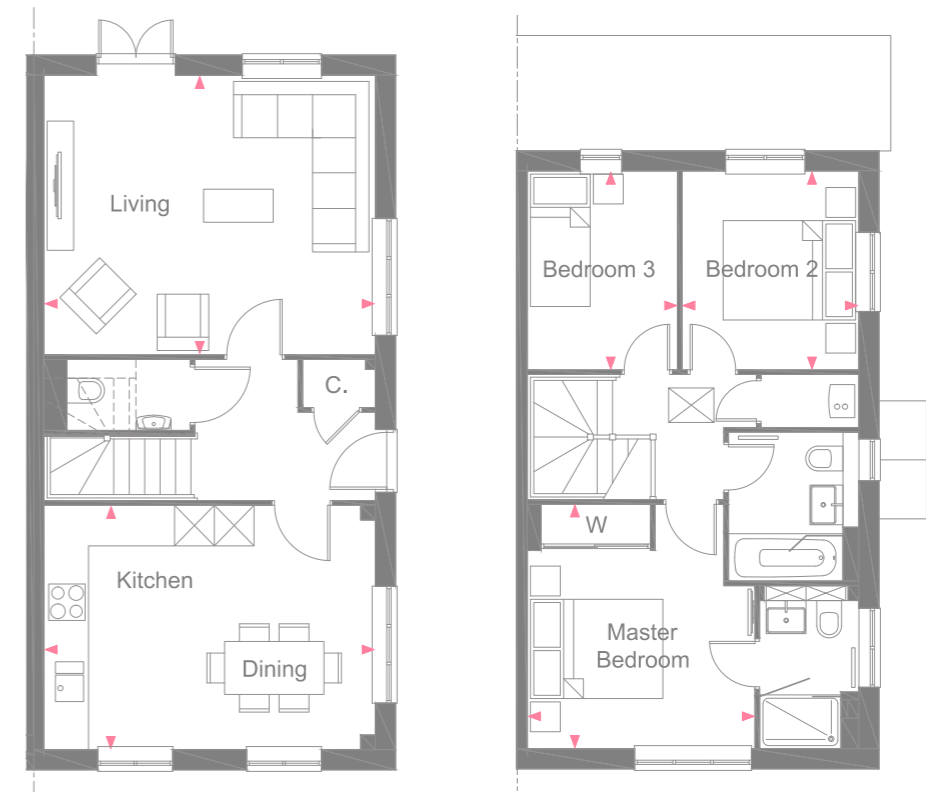 Living
C.
Kitchen
Dining
Bedroom 3
Bedroom 2
W
Master
Bedroom